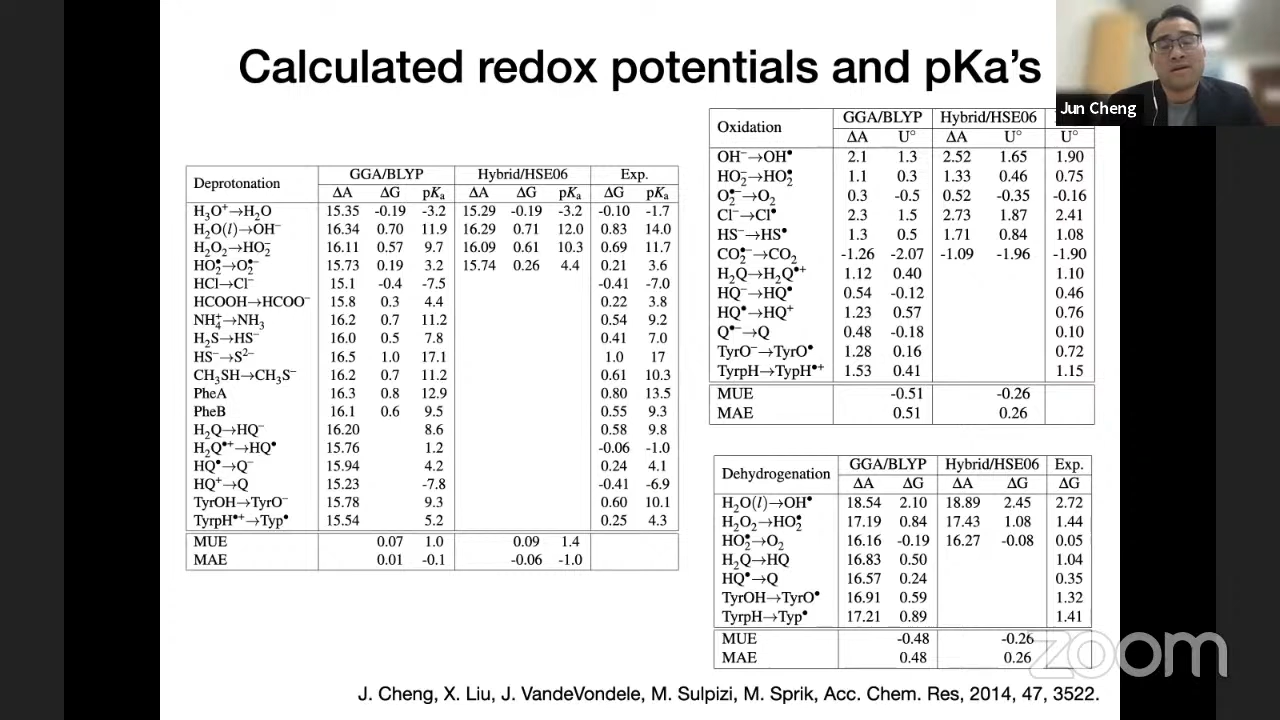 Calculated redox potentials and pKa's
Jun Cheng
Deprotonation GGA/BLYP Hybrid/HSE06 Exp.
ΔA ΔG pKa ΔA ΔG pKa ΔG pKa
H₃O⁺→H₂O 15.35 -0.19 -3.2 15.29 -0.19 -3.2 -0.10 -1.7
H₂O(l)→OH⁻ 16.34 0.70 11.9 16.29 0.71 12.0 0.83 14.0
H₂O₂→HO₂⁻ 16.11 0.57 9.7 16.09 0.61 10.3 0.69 11.7
HO₂•→O₂•⁻ 15.73 0.19 3.2 15.74 0.26 4.4 0.21 3.6
HCl→Cl⁻ 15.1 -0.4 -7.5 -0.41 -7.0
HCOOH→HCOO⁻ 15.8 0.3 4.4 0.22 3.8
NH₄⁺→NH₃ 16.2 0.7 11.2 0.54 9.2
H₂S→HS⁻ 16.0 0.5 7.8 0.41 7.0
HS⁻→S²⁻ 16.5 1.0 17.1 1.0 17
CH₃SH→CH₃S⁻ 16.2 0.7 11.2 0.61 10.3
PheA 16.3 0.8 12.9 0.80 13.5
PheB 16.1 0.6 9.5 0.55 9.3
H₂Q→HQ⁻ 16.20 8.6 0.58 9.8
H₂Q•⁺→HQ• 15.76 1.2 -0.06 -1.0
HQ•→Q⁻ 15.94 4.2 0.24 4.1
HQ⁺→Q 15.23 -7.8 -0.41 -6.9
TyrOH→TyrO⁻ 15.78 9.3 0.60 10.1
TyrpH•⁺→Typ• 15.54 5.2 0.25 4.3
MUE 0.07 1.0 0.09 1.4
MAE 0.01 -0.1 -0.06 -1.0
Oxidation GGA/BLYP Hybrid/HSE06
ΔA U° ΔA U° U°
OH⁻→OH• 2.1 1.3 2.52 1.65 1.90
HO₂⁻→HO₂• 1.1 0.3 1.33 0.46 0.75
O₂•⁻→O₂ 0.3 -0.5 0.52 -0.35 -0.16
Cl⁻→Cl• 2.3 1.5 2.73 1.87 2.41
HS⁻→HS• 1.3 0.5 1.71 0.84 1.08
CO₂•⁻→CO₂ -1.26 -2.07 -1.09 -1.96 -1.90
H₂Q→H₂Q•⁺ 1.12 0.40 1.10
HQ⁻→HQ• 0.54 -0.12 0.46
HQ•→HQ⁺ 1.23 0.57 0.76
Q•⁻→Q 0.48 -0.18 0.10
TyrO⁻→TyrO• 1.28 0.16 0.72
TyrpH→TypH•⁺ 1.53 0.41 1.15
MUE -0.51 -0.26
MAE 0.51 0.26
Dehydrogenation GGA/BLYP Hybrid/HSE06 Exp.
ΔA ΔG ΔA ΔG ΔG
H₂O(l)→OH• 18.54 2.10 18.89 2.45 2.72
H₂O₂→HO₂• 17.19 0.84 17.43 1.08 1.44
HO₂•→O₂ 16.16 -0.19 16.27 -0.08 0.05
H₂Q→HQ 16.83 0.50 1.04
HQ•→Q 16.57 0.24 0.35
TyrOH→TyrO• 16.91 0.59 1.32
TyrpH→Typ• 17.21 0.89 1.41
MUE -0.48 -0.26
MAE 0.48 0.26
zoom
J. Cheng, X. Liu, J. VandeVondele, M. Sulpizi, M. Sprik, Acc. Chem. Res, 2014, 47, 3522.